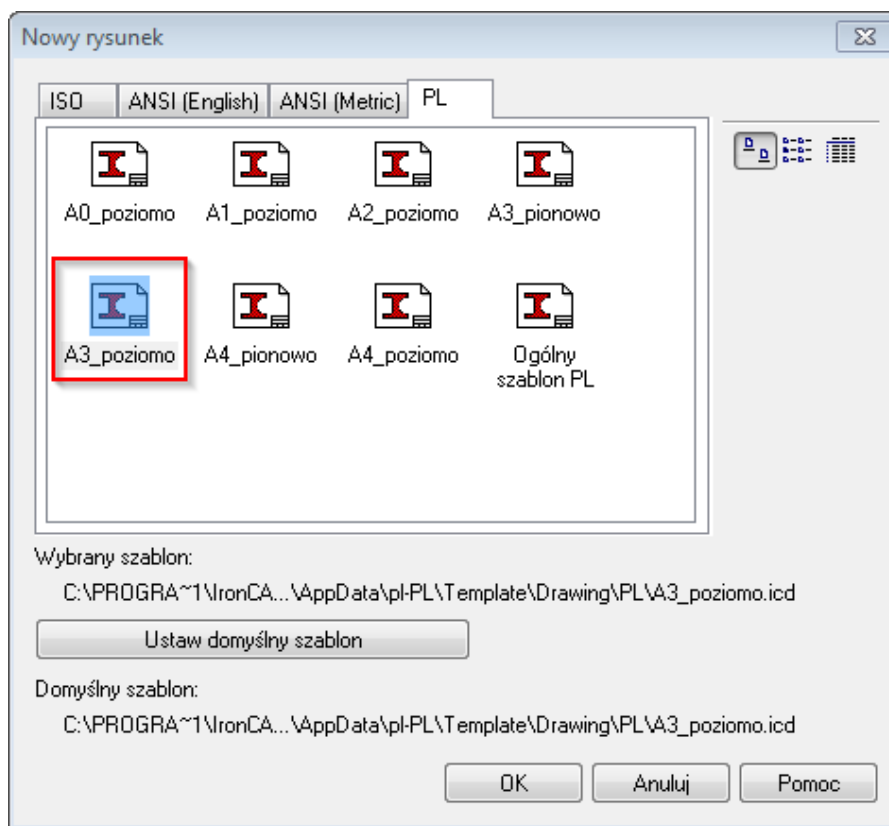 Nowy rysunek
ISO ANSI (English) ANSI (Metric) PL
A0_poziomo A1_poziomo A2_poziomo A3_pionowo
A3_poziomo A4_pionowo A4_poziomo Ogólny
szablon PL
Wybrany szablon:
C:\PROGRA~1\IronCA...\AppData\pl-PL\Template\Drawing\PL\A3_poziomo.icd
Ustaw domyślny szablon
Domyślny szablon:
C:\PROGRA~1\IronCA...\AppData\pl-PL\Template\Drawing\PL\A3_poziomo.icd
OK Anuluj Pomoc